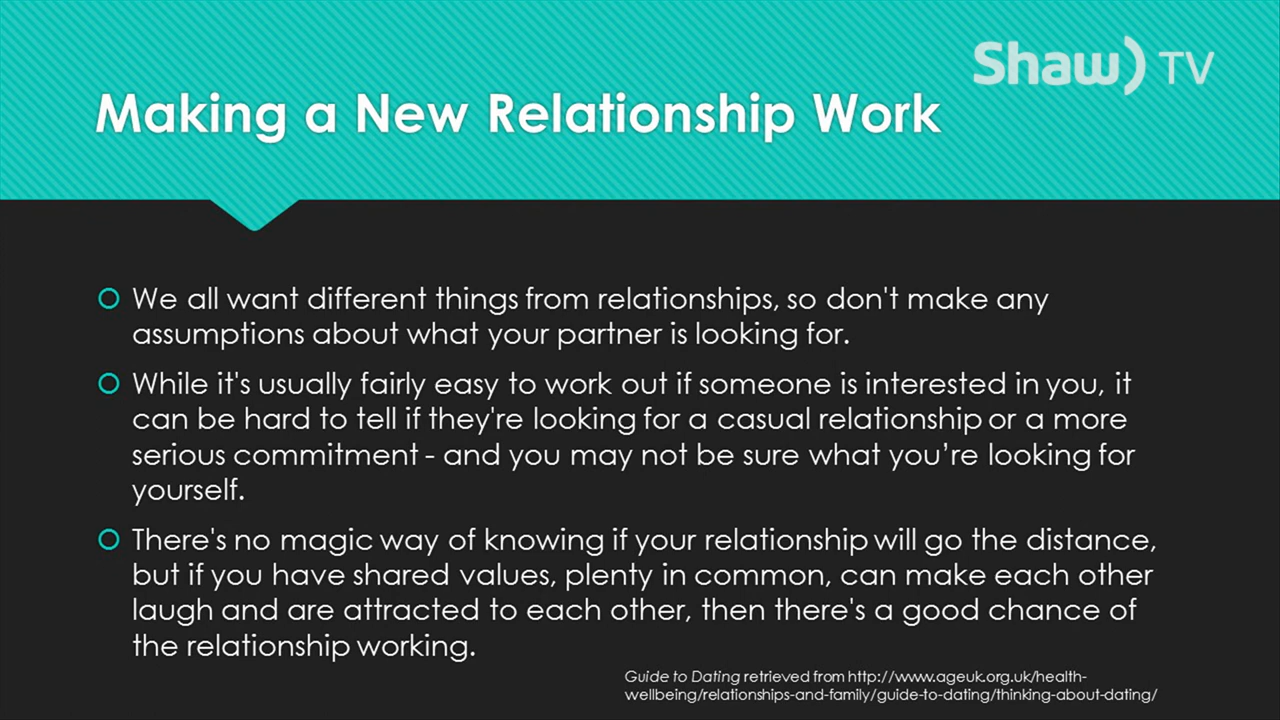 Shaw) TV
Making a New Relationship Work
We all want different things from relationships, so don't make any
assumptions about what your partner is looking for.
While it's usually fairly easy to work out if someone is interested in you, it
can be hard to tell if they're looking for a casual relationship or a more
serious commitment - and you may not be sure what you’re looking for
yourself.
There's no magic way of knowing if your relationship will go the distance,
but if you have shared values, plenty in common, can make each other
laugh and are attracted to each other, then there's a good chance of
the relationship working.
Guide to Dating retrieved from http://www.ageuk.org.uk/health-
wellbeing/relationships-and-family/guide-to-dating/thinking-about-dating/